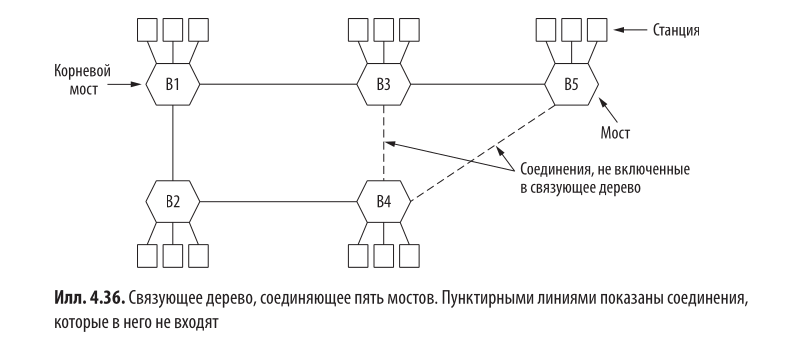 Станция
Корневой
мост
B1
B3
B5
Мост
Соединения, не включенные
в связующее дерево
B2
B4
Илл. 4.36. Связующее дерево, соединяющее пять мостов. Пунктирными линиями показаны соединения,
которые в него не входят